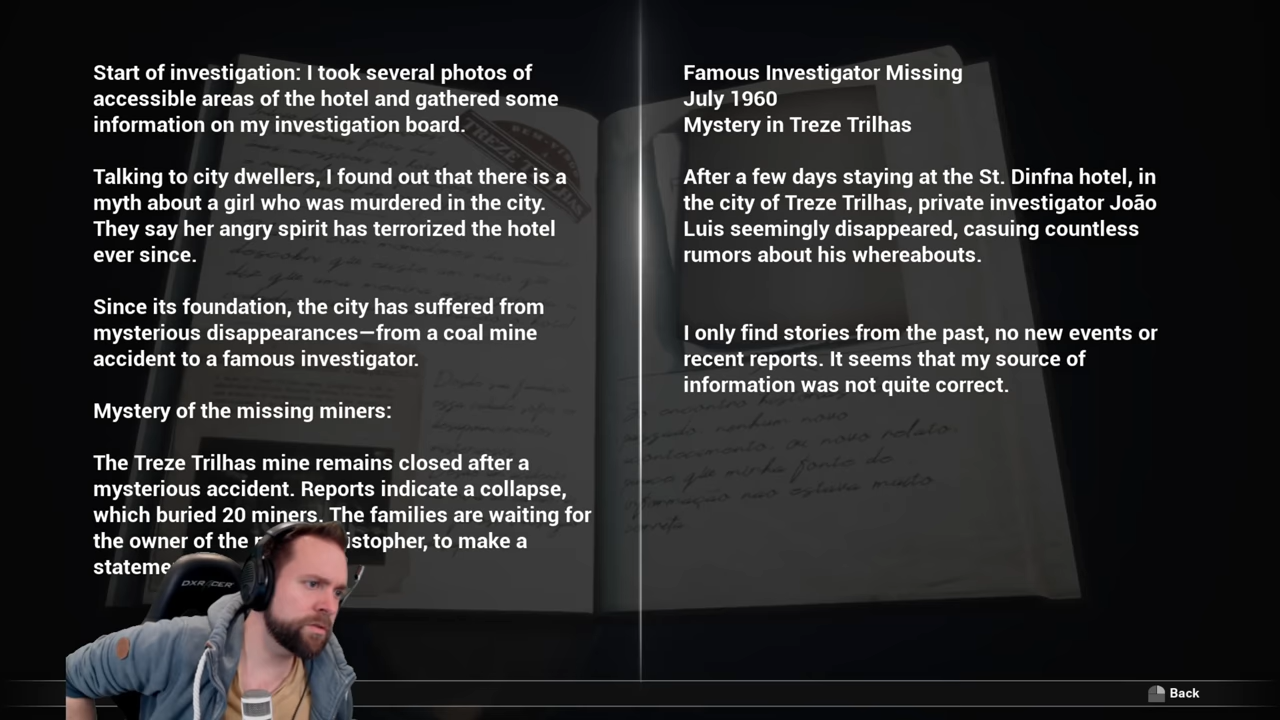 Start of investigation: I took several photos of
accessible areas of the hotel and gathered some
information on my investigation board.
Talking to city dwellers, I found out that there is a
myth about a girl who was murdered in the city.
They say her angry spirit has terrorized the hotel
ever since.
Since its foundation, the city has suffered from
mysterious disappearances—from a coal mine
accident to a famous investigator.
Mystery of the missing miners:
The Treze Trilhas mine remains closed after a
mysterious accident. Reports indicate a collapse,
which buried 20 miners. The families are waiting for
the owner of the istopher, to make a
stateme
Famous Investigator Missing
July 1960
Mystery in Treze Trilhas
After a few days staying at the St. Dinfna hotel, in
the city of Treze Trilhas, private investigator João
Luis seemingly disappeared, casuing countless
rumors about his whereabouts.
I only find stories from the past, no new events or
recent reports. It seems that my source of
information was not quite correct.
TREZE TRILHAS
DXRACER
Back